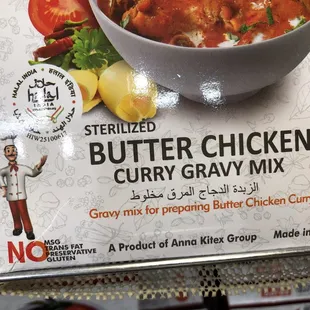 HALAL INDIA
INDIA
STERILIZED
BUTTER CHICKEN
CURRY GRAVY MIX
الزبدة الدجاج المرق مخلوط
Gravy mix for preparing Butter Chicken Curr
NO
MSG
TRANS FAT
PRESERVATIVE
GLUTEN
A Product of Anna Kitex Group
Made in